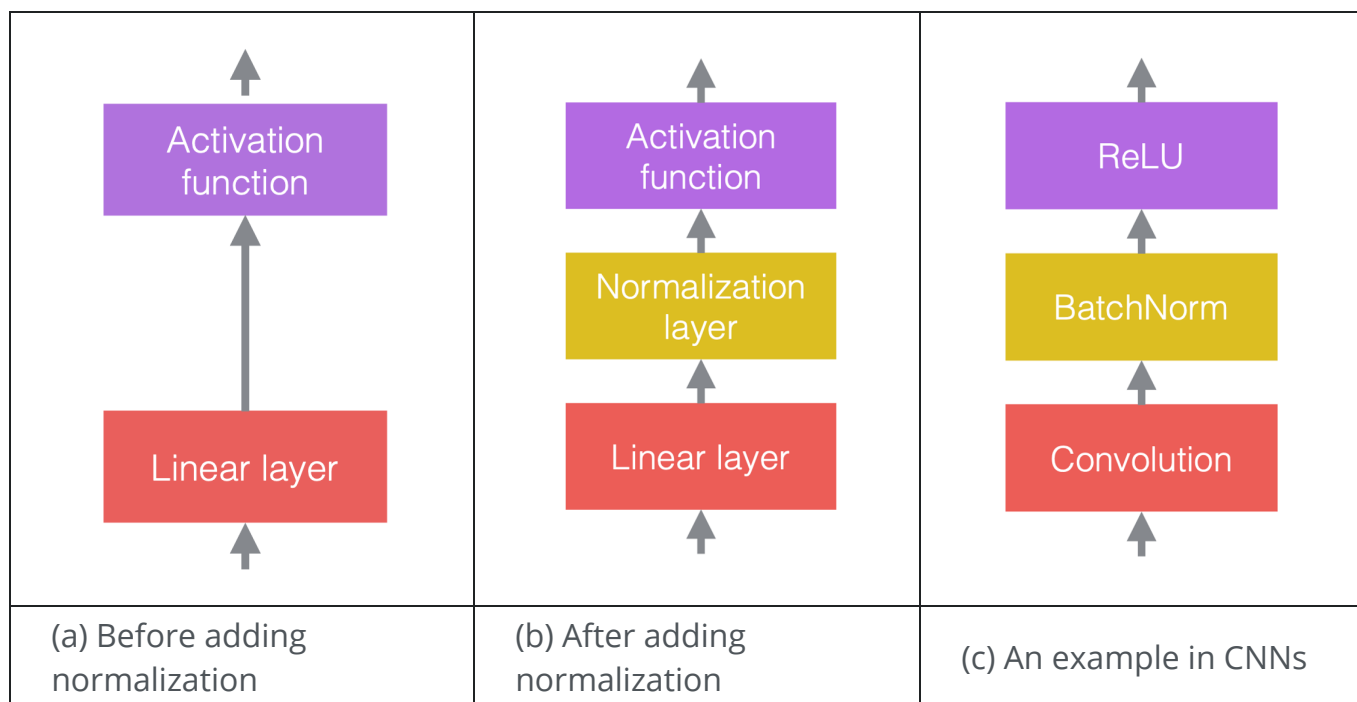 Activation
function
Linear layer
(a) Before adding
normalization
Activation
function
Normalization
layer
Linear layer
(b) After adding
normalization
ReLU
BatchNorm
Convolution
(c) An example in CNNs